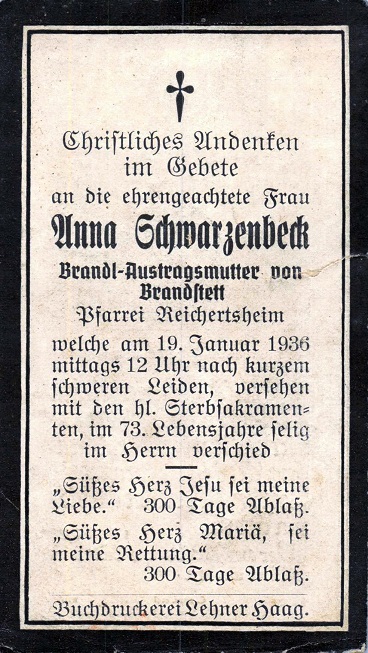 Christliches Andenken
im Gebete
an die ehrengeachtete Frau
Anna Schwarzenbeck
Brandl-Austragsmutter von
Brandstett
Pfarrei Reichertsheim
welche am 19. Januar 1936
mittags 12 Uhr nach kurzem
schweren Leiden, versehen
mit den hl. Sterbsakramen-
ten, im 73. Lebensjahre selig
im Herrn verschied
„Süßes Herz Jesu sei meine
Liebe.“ 300 Tage Ablaß.
„Süßes Herz Mariä, sei
meine Rettung.“
300 Tage Ablaß.
Buchdruckerei Lehner Haag.